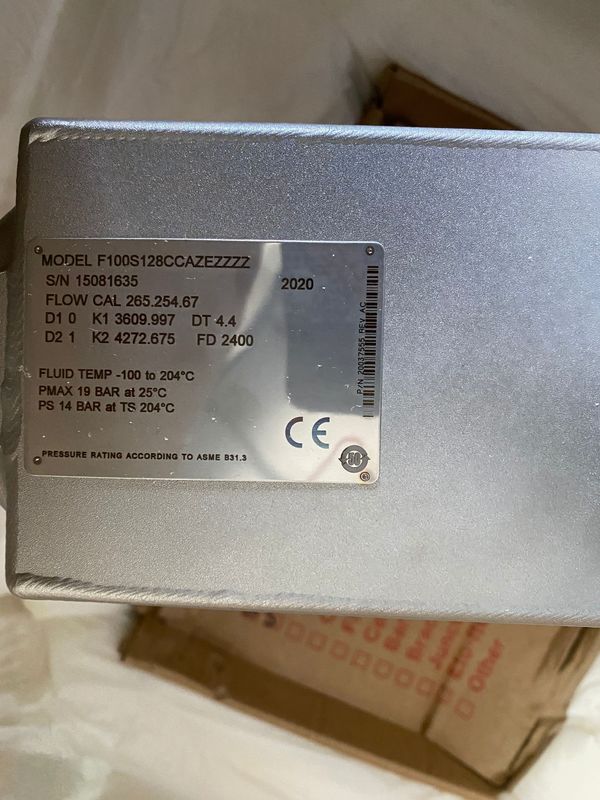 MODEL F100S128CCAZEZZZZ
S/N 15081635 2020
FLOW CAL 265.254.67
D1 0 K1 3609.997 DT 4.4
D2 1 K2 4272.675 FD 2400
FLUID TEMP -100 to 204°C
PMAX 19 BAR at 25°C
PS 14 BAR at TS 204°C
CE
50
PRESSURE RATING ACCORDING TO ASME B31.3
P/N 20037555 REV AC
Other